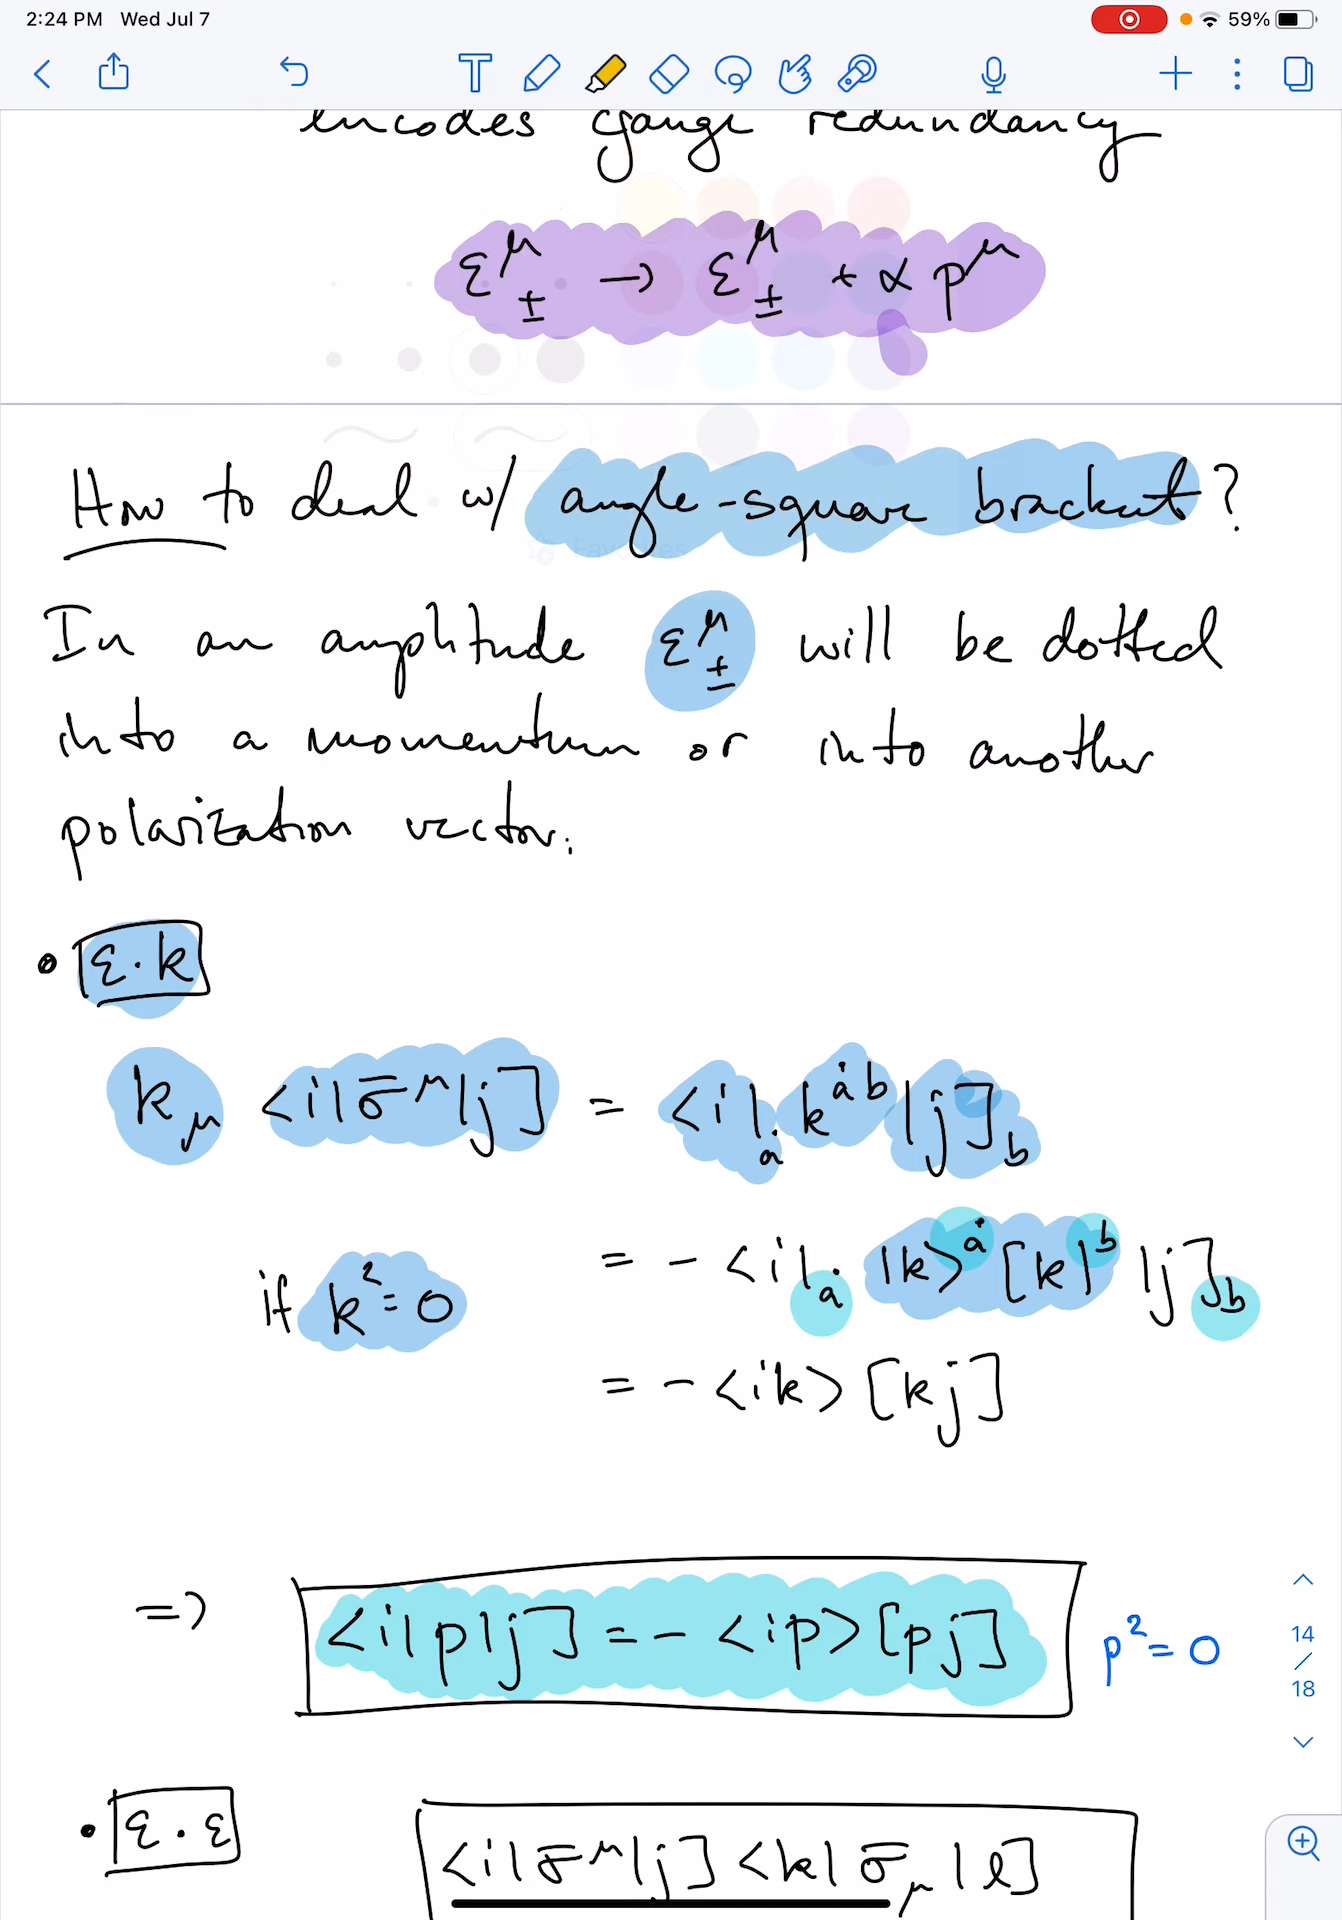 2:24 PM Wed Jul 7 59%
encodes gauge redundancy
ε^μ_± → ε^μ_± + α p^μ
How to deal w/ angle-square bracket?
In an amplitude ε^μ_± will be dotted
into a momentum or into another
polarization vector.
• ε·k
k_μ <i|σ̄^μ|j] = <i|_ȧ k^{ȧb} |j]_b
if k²=0 = - <i|_ȧ |k>^ȧ [k|^b |j]_b
= - <ik> [kj]
=> <i|p|j] = - <ip>[pj] p²=0
14
/
18
• ε·ε <i|σ̄^μ|j] <k|σ̄_μ|l]